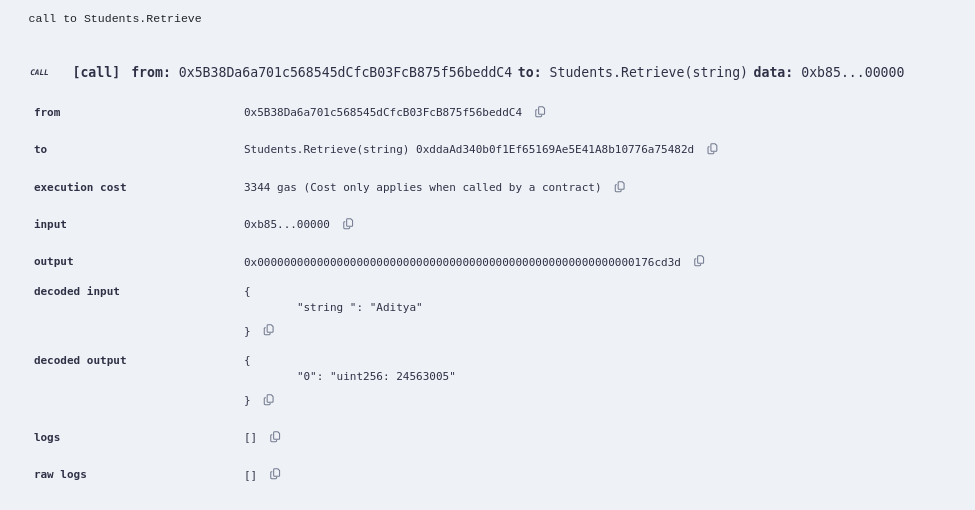 call to Students.Retrieve
CALL [call] from: 0x5B38Da6a701c568545dCfcB03FcB875f56beddC4 to: Students.Retrieve(string) data: 0xb85...00000
from 0x5B38Da6a701c568545dCfcB03FcB875f56beddC4
to Students.Retrieve(string) 0xddaAd340b0f1Ef65169Ae5E41A8b10776a75482d
execution cost 3344 gas (Cost only applies when called by a contract)
input 0xb85...00000
output 0x000000000000000000000000000000000000000000000000000000000176cd3d
decoded input {
"string ": "Aditya"
}
decoded output {
"0": "uint256: 24563005"
}
logs []
raw logs []